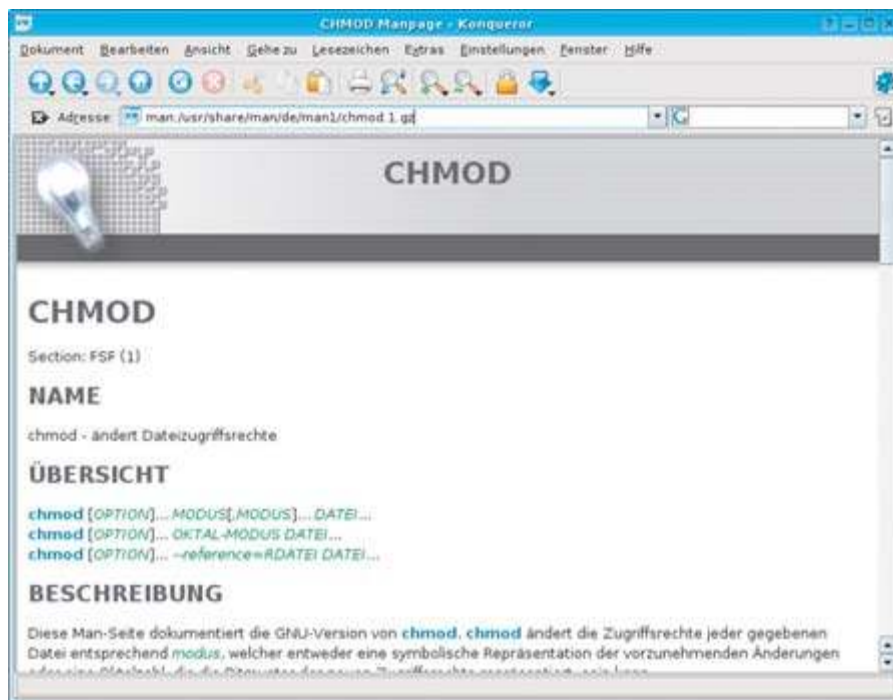 CHMOD Manpage - Konqueror
Dokument Bearbeiten Ansicht Gehe zu Lesezeichen Extras Einstellungen Fenster Hilfe
Adresse: man:/usr/share/man/de/man1/chmod.1.gz
CHMOD
CHMOD
Section: FSF (1)
NAME
chmod - ändert Dateizugriffsrechte
ÜBERSICHT
chmod [OPTION]... MODUS[,MODUS]... DATEI...
chmod [OPTION]... OKTAL-MODUS DATEI...
chmod [OPTION]... --reference=RDATEI DATEI...
BESCHREIBUNG
Diese Man-Seite dokumentiert die GNU-Version von chmod. chmod ändert die Zugriffsrechte jeder gegebenen
Datei entsprechend modus, welcher entweder eine symbolische Repräsentation der vorzunehmenden Änderungen